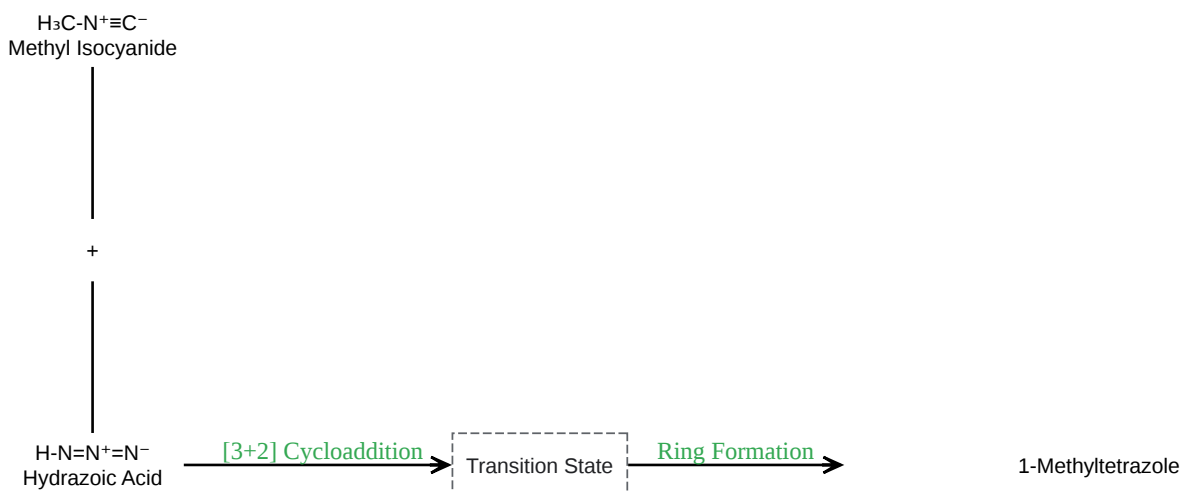 H₃C-N⁺≡C⁻
Methyl Isocyanide
+
H-N=N⁺=N⁻
Hydrazoic Acid
[3+2] Cycloaddition
Transition State
Ring Formation
1-Methyltetrazole